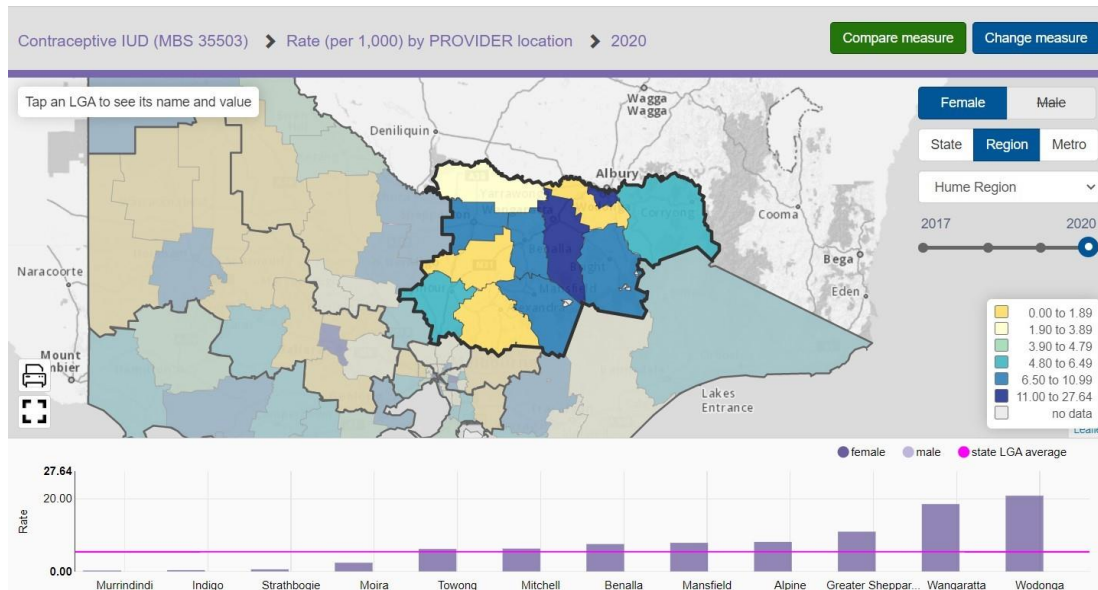 Contraceptive IUD (MBS 35503) > Rate (per 1,000) by PROVIDER location > 2020
Compare measure
Change measure
Tap an LGA to see its name and value
Female
Male
State
Region
Metro
Hume Region
2017
2020
Wagga
Wagga
Deniliquin
Albury
Corryong
Cooma
Bega
Eden
Naracoorte
Mount
Lakes
Entrance
0.00 to 1.89
1.90 to 3.89
3.90 to 4.79
4.80 to 6.49
6.50 to 10.99
11.00 to 27.64
no data
female
male
state LGA average
27.64
20.00
0.00
Rate
Murrindindi
Indigo
Strathbogie
Moira
Towong
Mitchell
Benalla
Mansfield
Alpine
Greater Sheppar...
Wangaratta
Wodonga